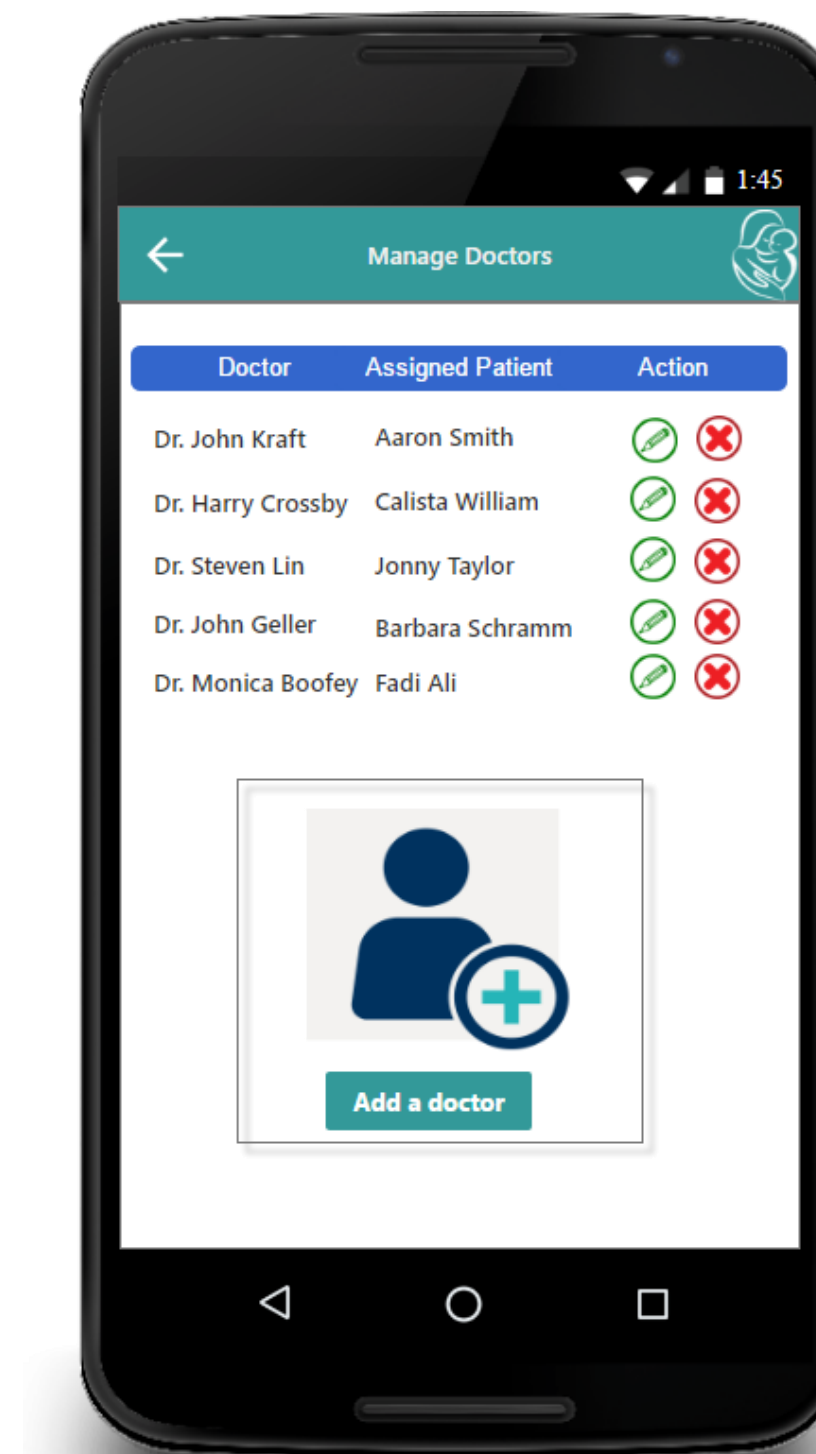 1:45
Manage Doctors
Doctor Assigned Patient Action
Dr. John Kraft Aaron Smith
Dr. Harry Crossby Calista William
Dr. Steven Lin Jonny Taylor
Dr. John Geller Barbara Schramm
Dr. Monica Boofey Fadi Ali
Add a doctor